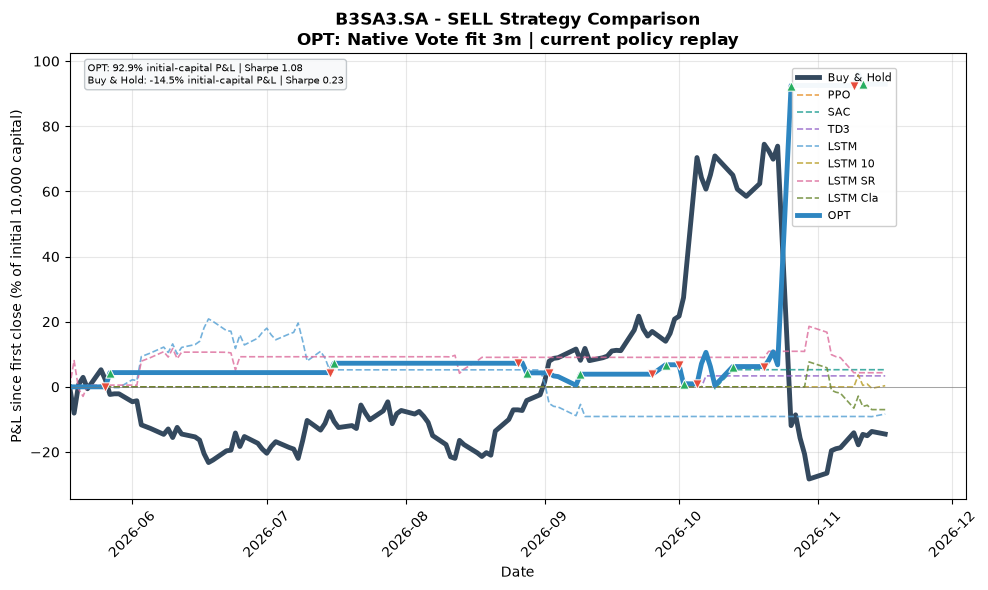 B3SA3.SA - SELL Strategy Comparison
OPT: Native Vote fit 3m | current policy replay
OPT: 92.9% initial-capital P&L | Sharpe 1.08
Buy & Hold: -14.5% initial-capital P&L | Sharpe 0.23
Buy & Hold
PPO
SAC
TD3
LSTM
LSTM 10
LSTM SR
LSTM Cla
OPT
P&L since first close (% of initial 10,000 capital)
100
80
60
40
20
0
−20
2026-06
2026-07
2026-08
2026-09
2026-10
2026-11
2026-12
Date